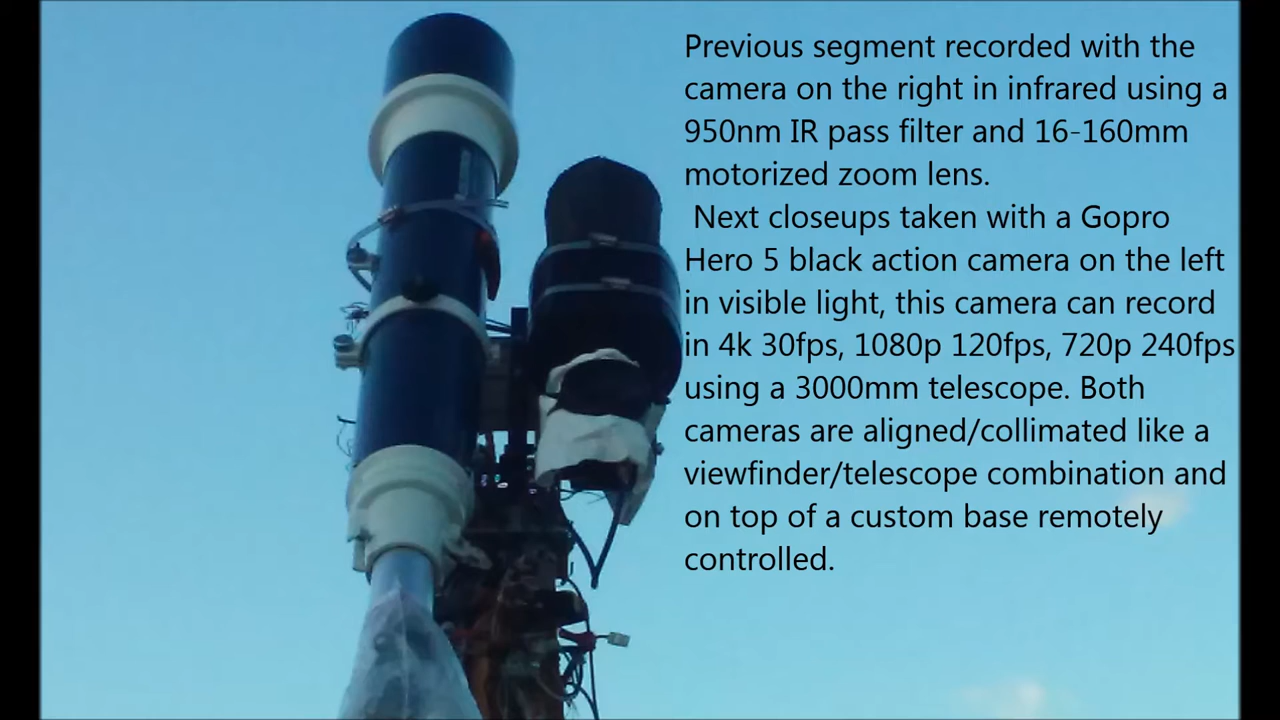 Previous segment recorded with the
camera on the right in infrared using a
950nm IR pass filter and 16-160mm
motorized zoom lens.
Next closeups taken with a Gopro
Hero 5 black action camera on the left
in visible light, this camera can record
in 4k 30fps, 1080p 120fps, 720p 240fps
using a 3000mm telescope. Both
cameras are aligned/collimated like a
viewfinder/telescope combination and
on top of a custom base remotely
controlled.